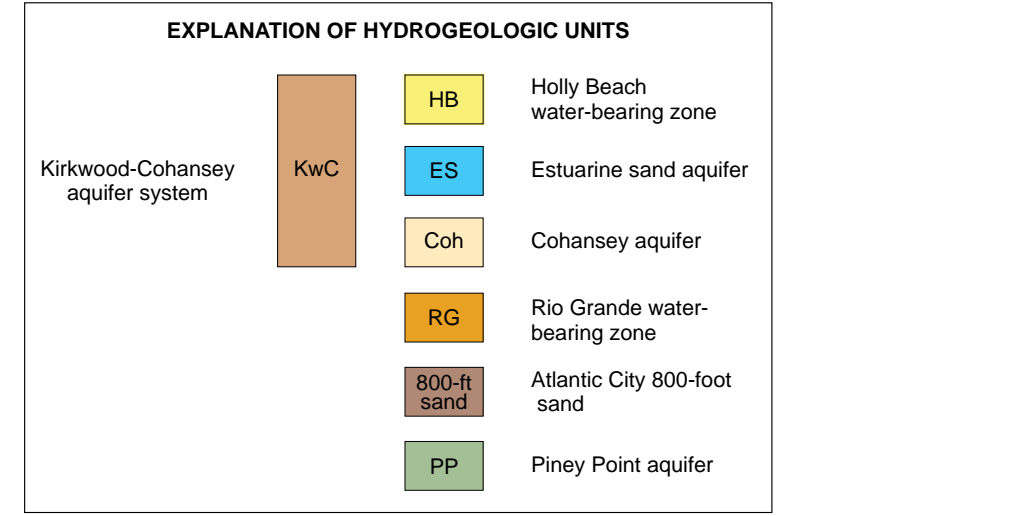 EXPLANATION OF HYDROGEOLOGIC UNITS
Kirkwood-Cohansey
aquifer system
KwC
HB
Holly Beach
water-bearing zone
ES
Estuarine sand aquifer
Coh
Cohansey aquifer
RG
Rio Grande water-
bearing zone
800-ft
sand
Atlantic City 800-foot
sand
PP
Piney Point aquifer